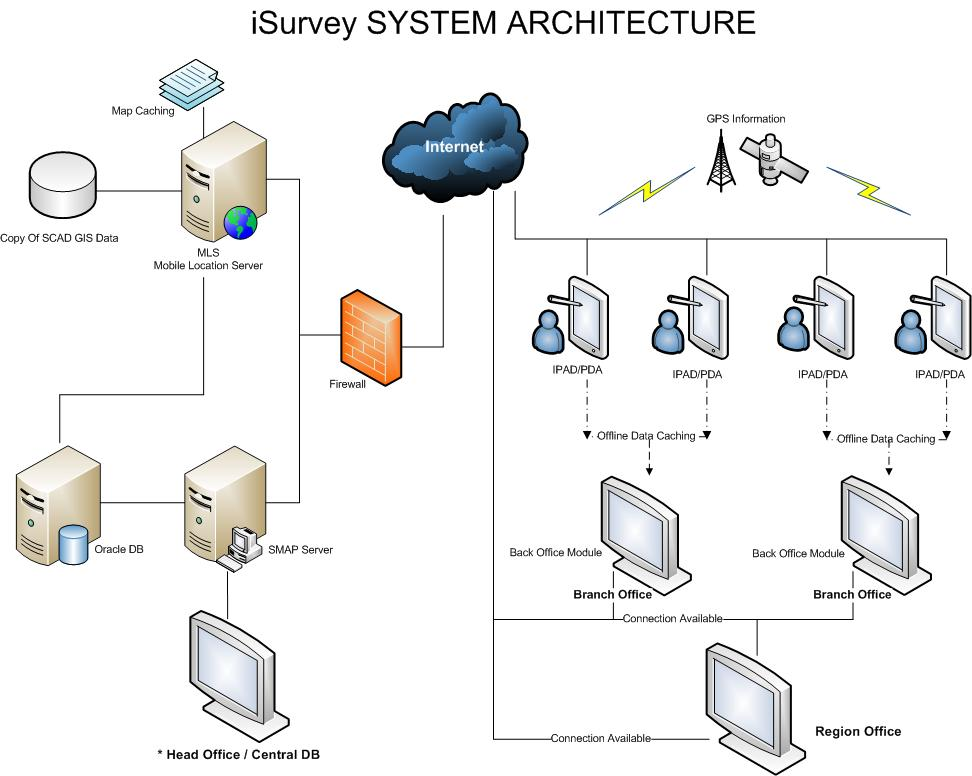 iSurvey SYSTEM ARCHITECTURE
Map Caching
Internet
GPS Information
Copy Of SCAD GIS Data
MLS
Mobile Location Server
Firewall
IPAD/PDA
IPAD/PDA
IPAD/PDA
IPAD/PDA
Offline Data Caching
Offline Data Caching
Oracle DB
SMAP Server
Back Office Module
Back Office Module
Branch Office
Branch Office
Connection Available
Region Office
Connection Available
* Head Office / Central DB